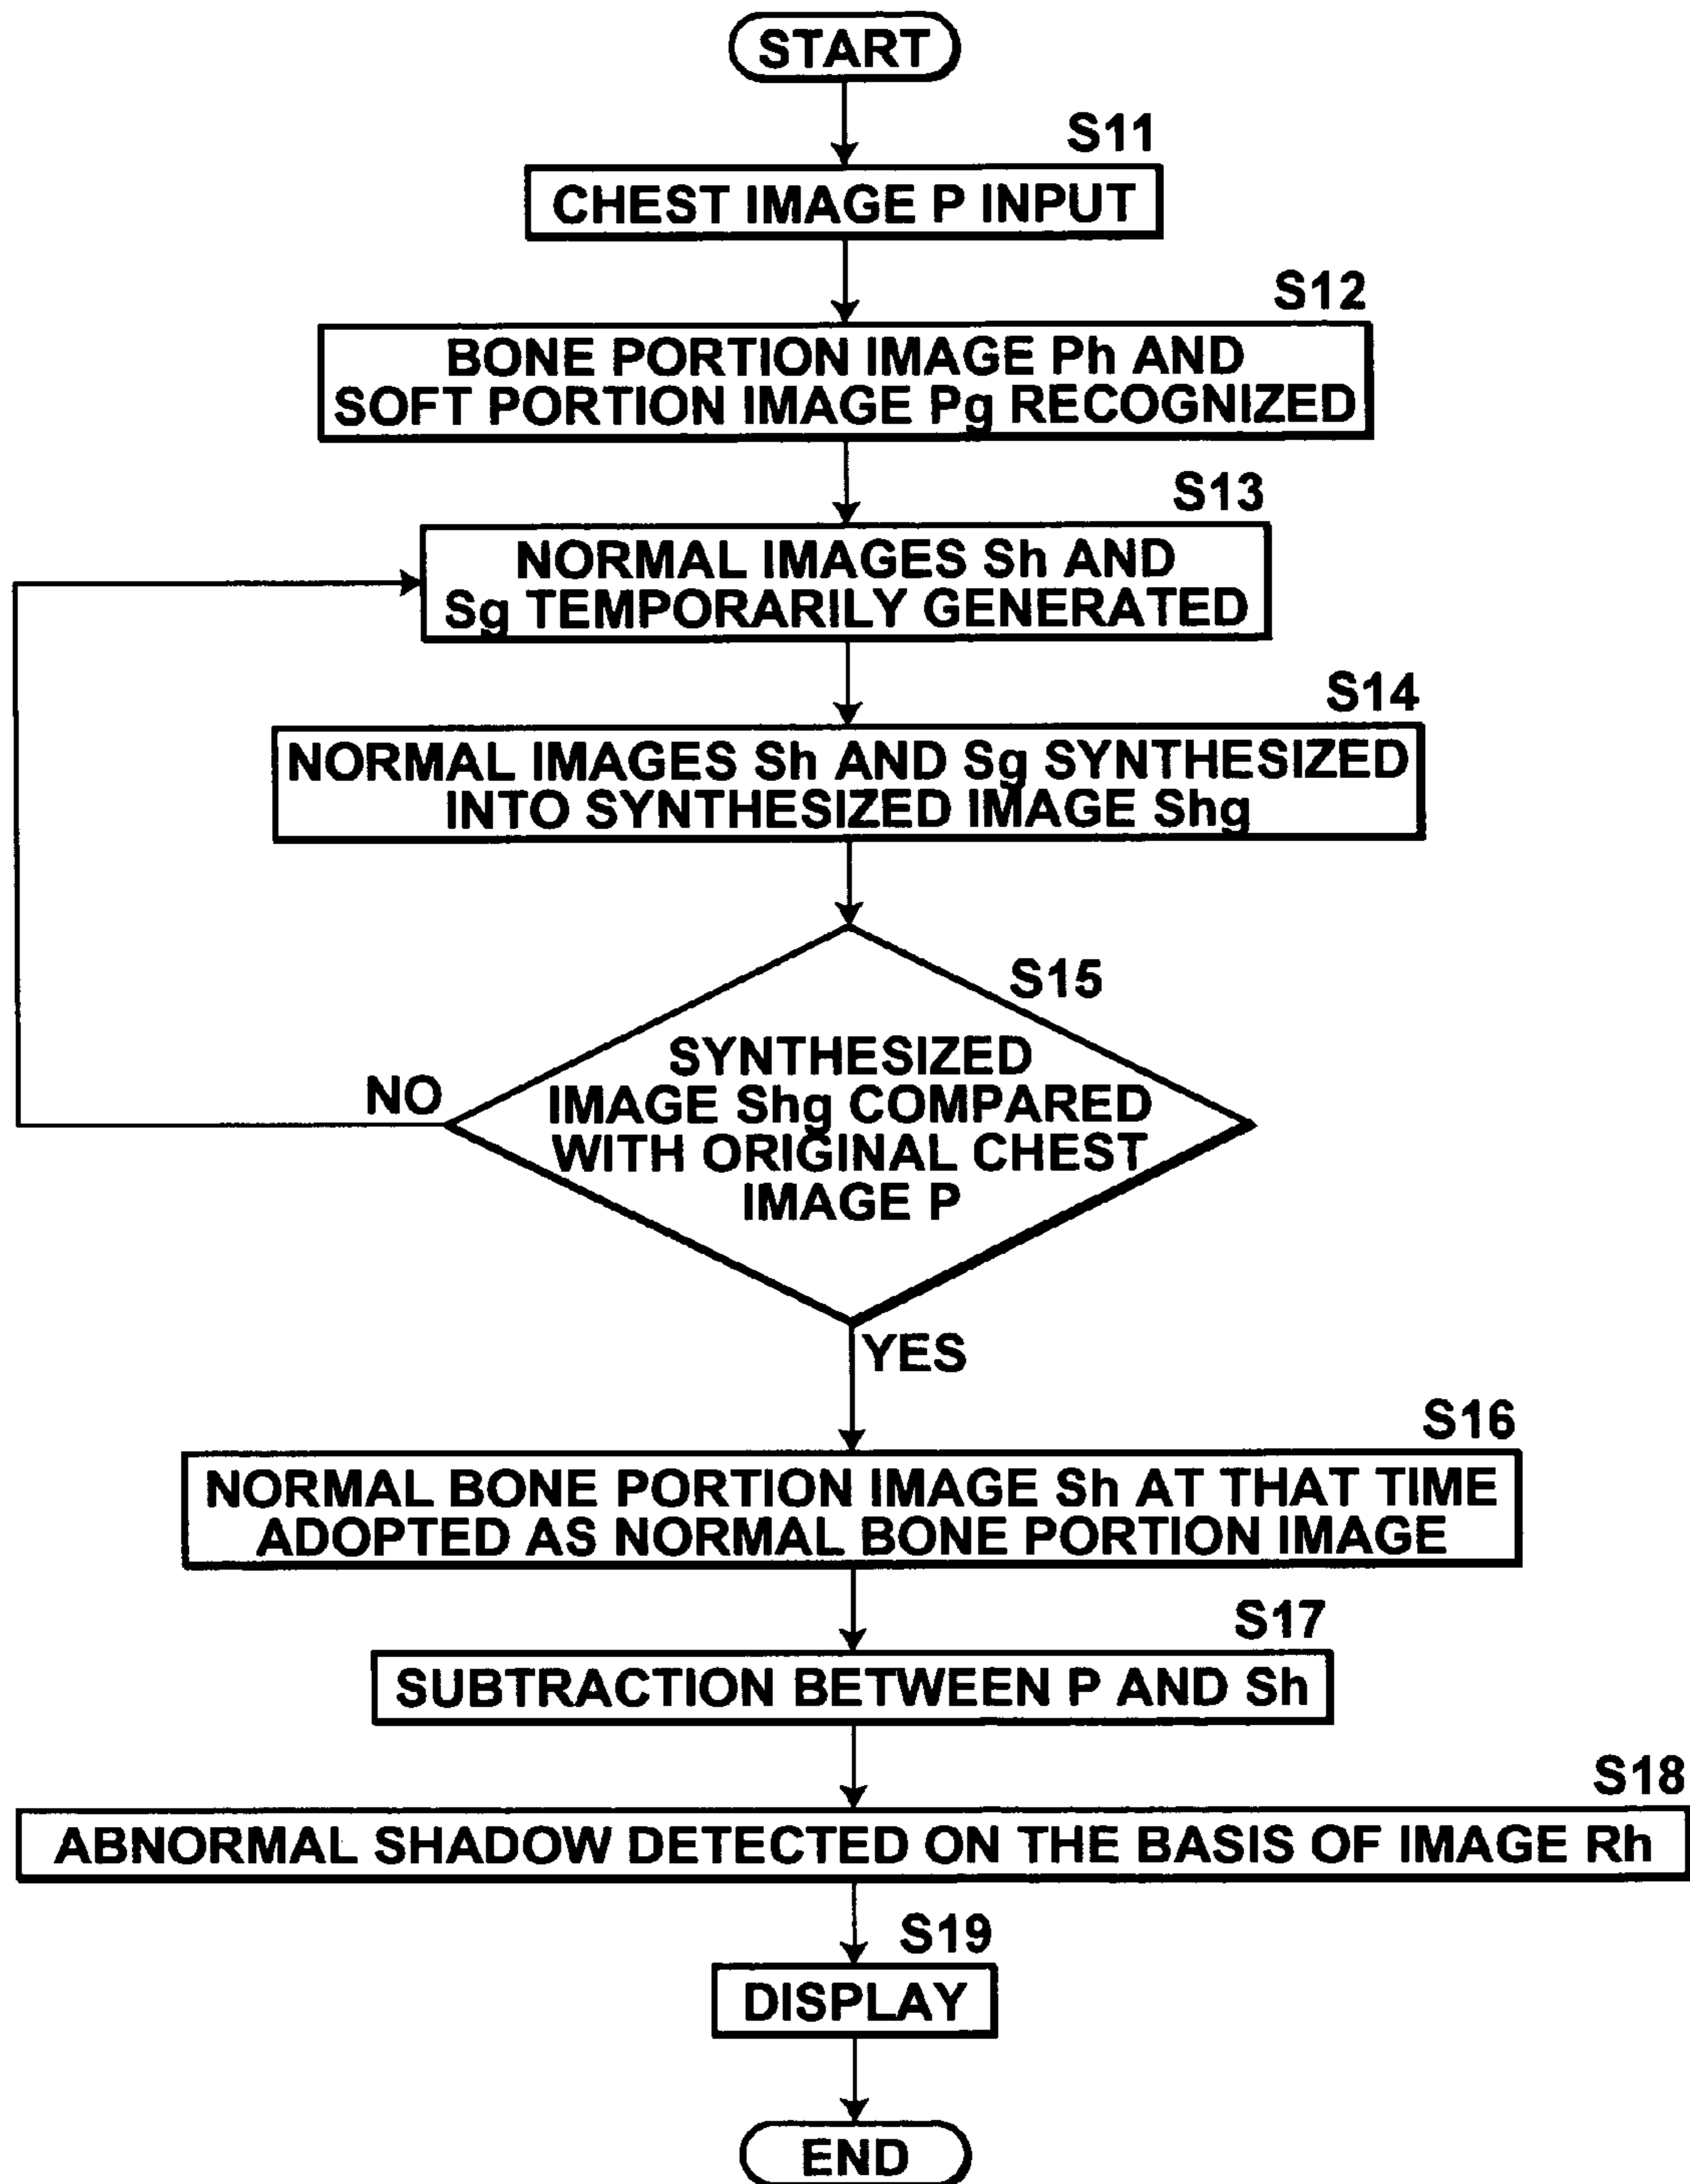 START
S11
CHEST IMAGE P INPUT
S12
BONE PORTION IMAGE Ph AND
SOFT PORTION IMAGE Pg RECOGNIZED
S13
NORMAL IMAGES Sh AND
Sg TEMPORARILY GENERATED
S14
NORMAL IMAGES Sh AND Sg SYNTHESIZED
INTO SYNTHESIZED IMAGE Shg
S15
SYNTHESIZED
IMAGE Shg COMPARED
WITH ORIGINAL CHEST
IMAGE P
NO
YES
S16
NORMAL BONE PORTION IMAGE Sh AT THAT TIME
ADOPTED AS NORMAL BONE PORTION IMAGE
S17
SUBTRACTION BETWEEN P AND Sh
S18
ABNORMAL SHADOW DETECTED ON THE BASIS OF IMAGE Rh
S19
DISPLAY
END